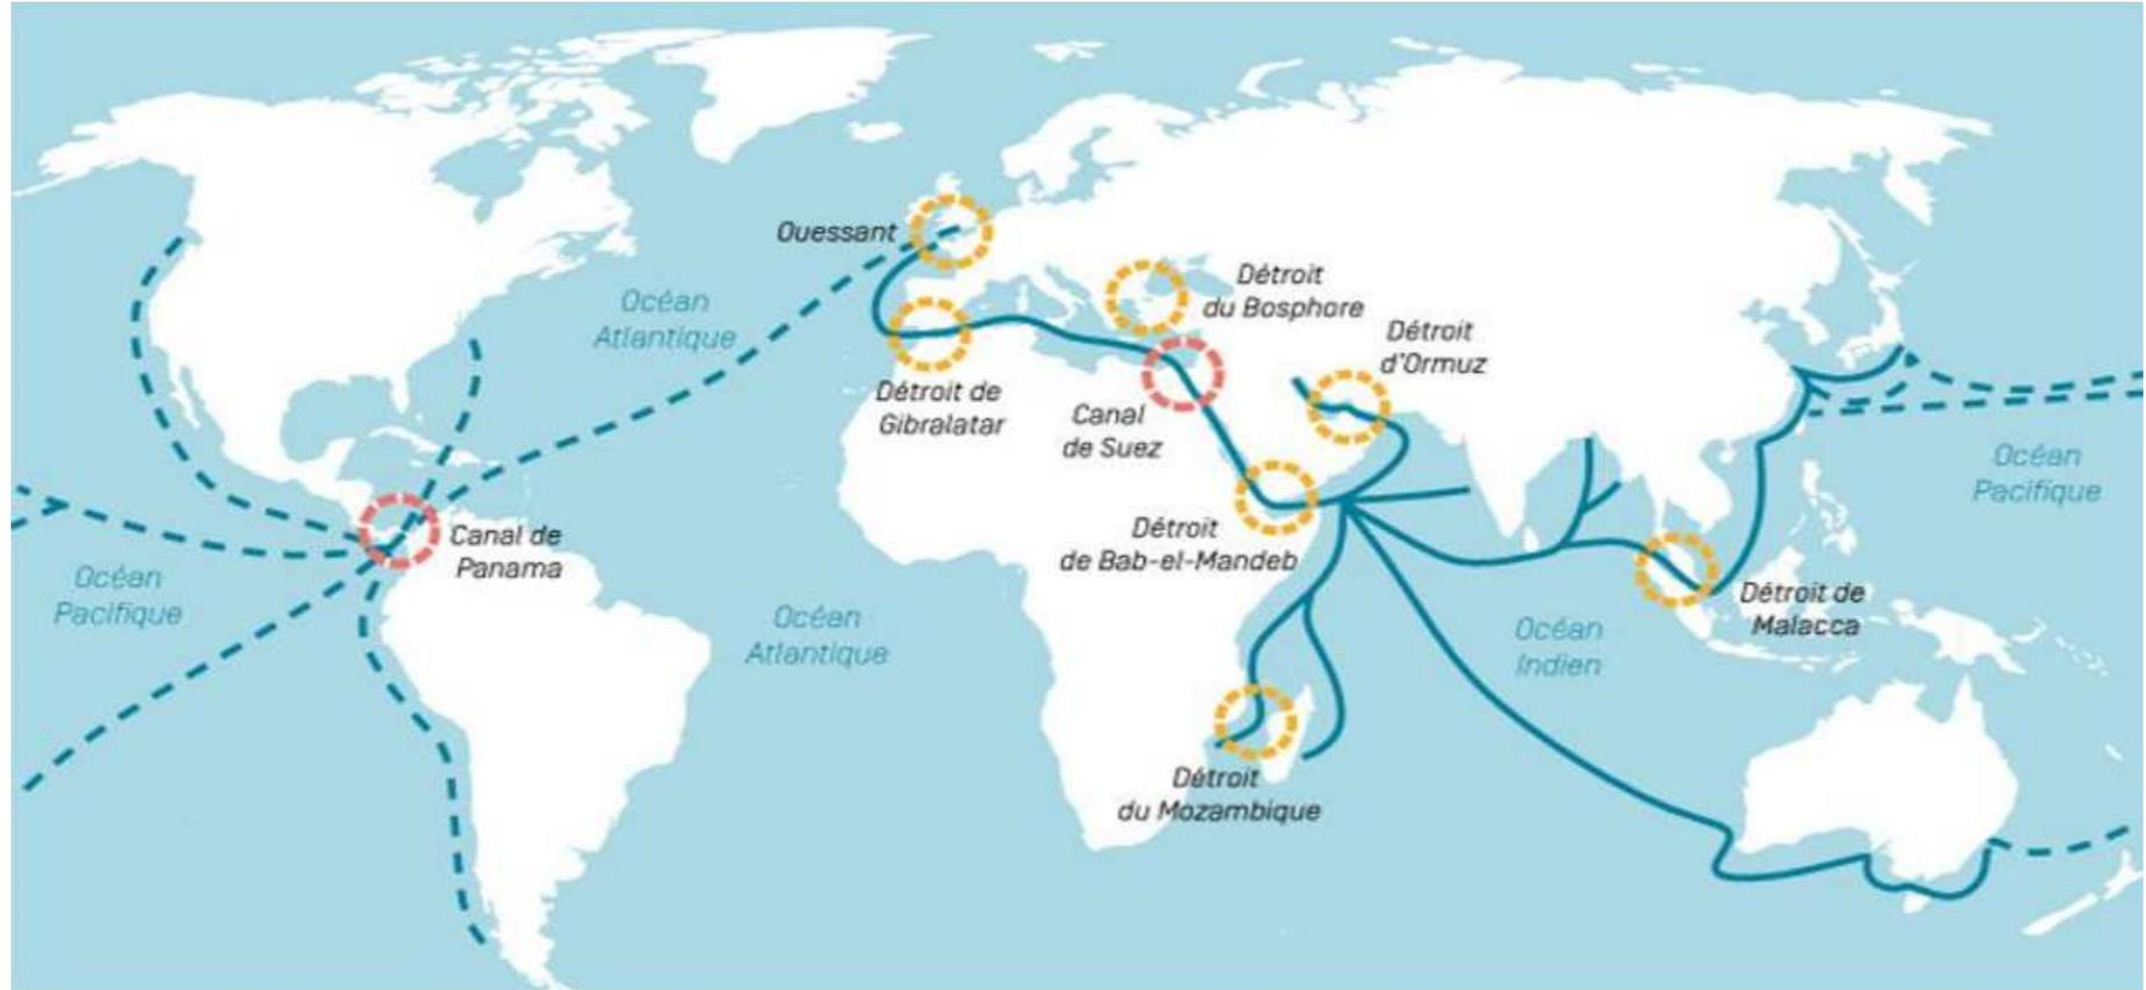 Ouessant
Océan
Atlantique
Détroit
du Bosphore
Détroit
d'Ormuz
Détroit de
Gibralatar
Canal
de Suez
Océan
Pacifique
Canal de
Panama
Détroit
de Bab-el-Mandeb
Océan
Pacifique
Détroit de
Malacca
Océan
Atlantique
Océan
Indien
Détroit
du Mozambique